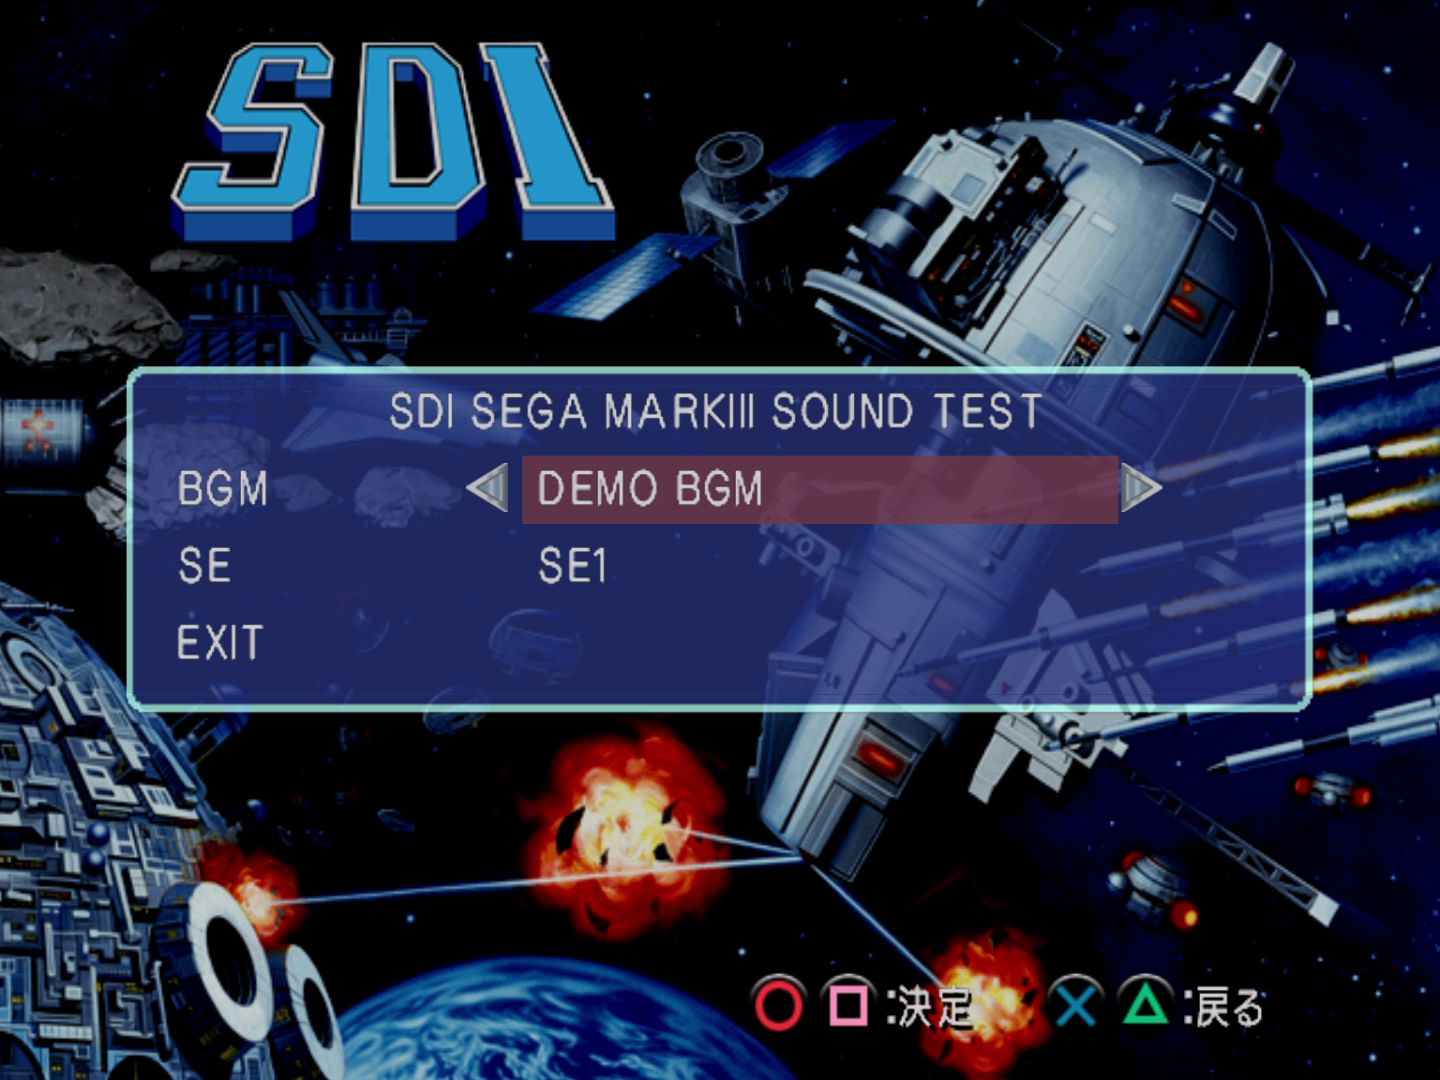 SDI
SDI SEGA MARKIII SOUND TEST
BGM DEMO BGM
SE SE1
EXIT
:決定 :戻る